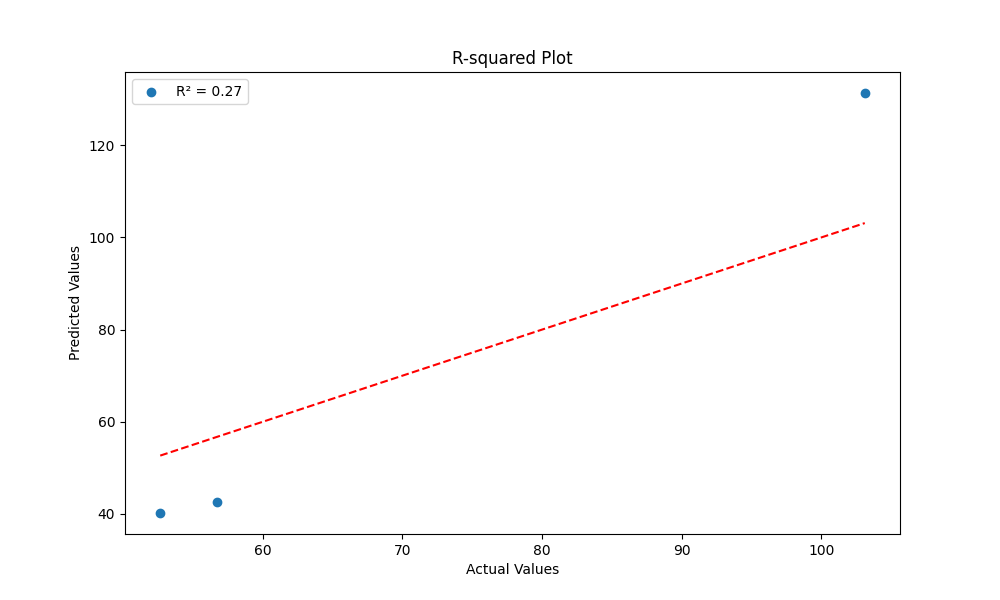 R-squared Plot
R² = 0.27
120
100
80
60
40
Predicted Values
60 70 80 90 100
Actual Values